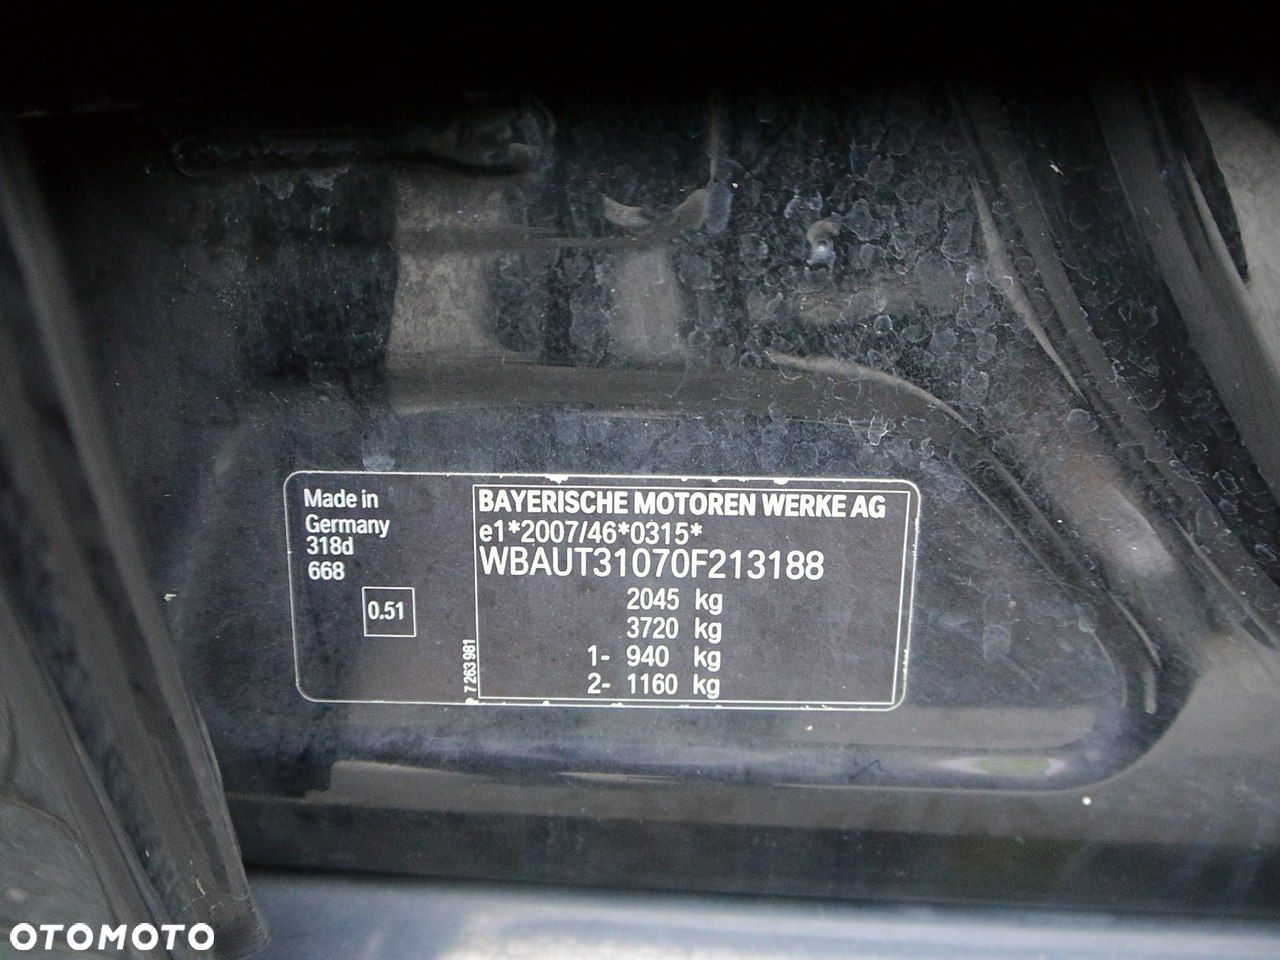 Made in
Germany
318d
668
0.51
7 263 981
BAYERISCHE MOTOREN WERKE AG
e1*2007/46*0315*
WBAUT31070F213188
2045 kg
3720 kg
1- 940 kg
2- 1160 kg
OTOMOTO